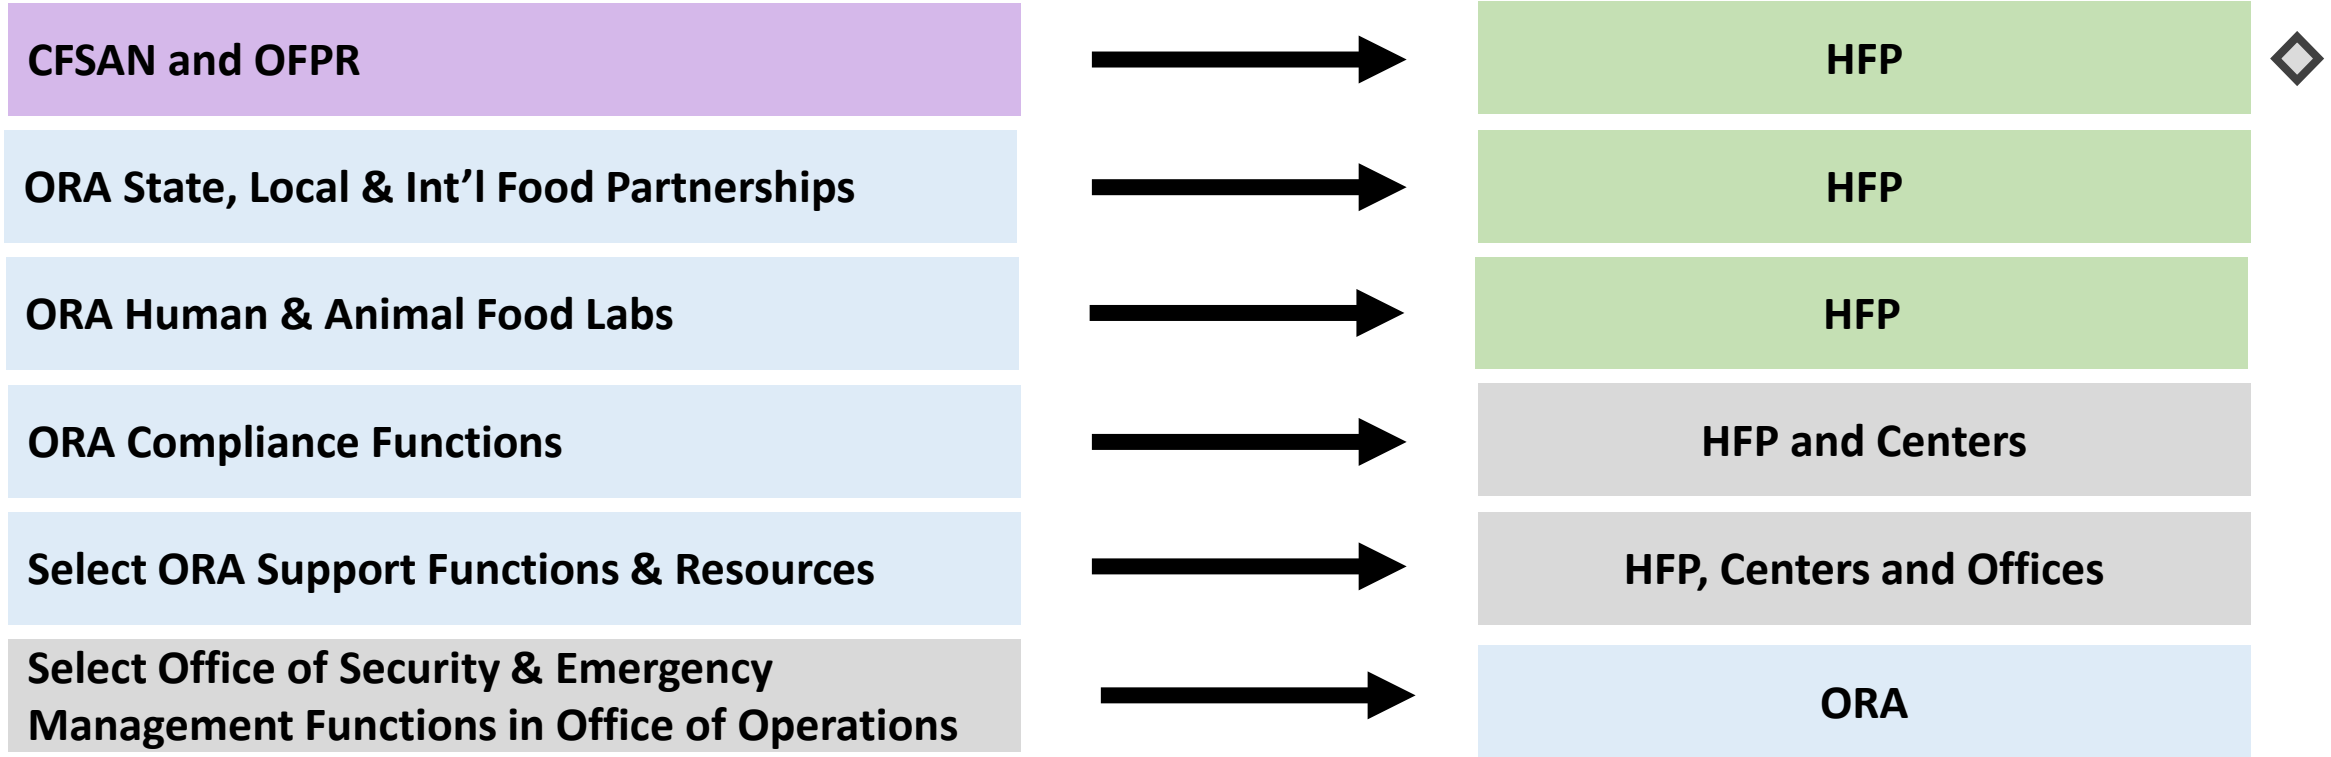 CFSAN and OFPR
HFP
ORA State, Local & Int’l Food Partnerships
HFP
ORA Human & Animal Food Labs
HFP
ORA Compliance Functions
HFP and Centers
Select ORA Support Functions & Resources
HFP, Centers and Offices
Select Office of Security & Emergency
Management Functions in Office of Operations
ORA